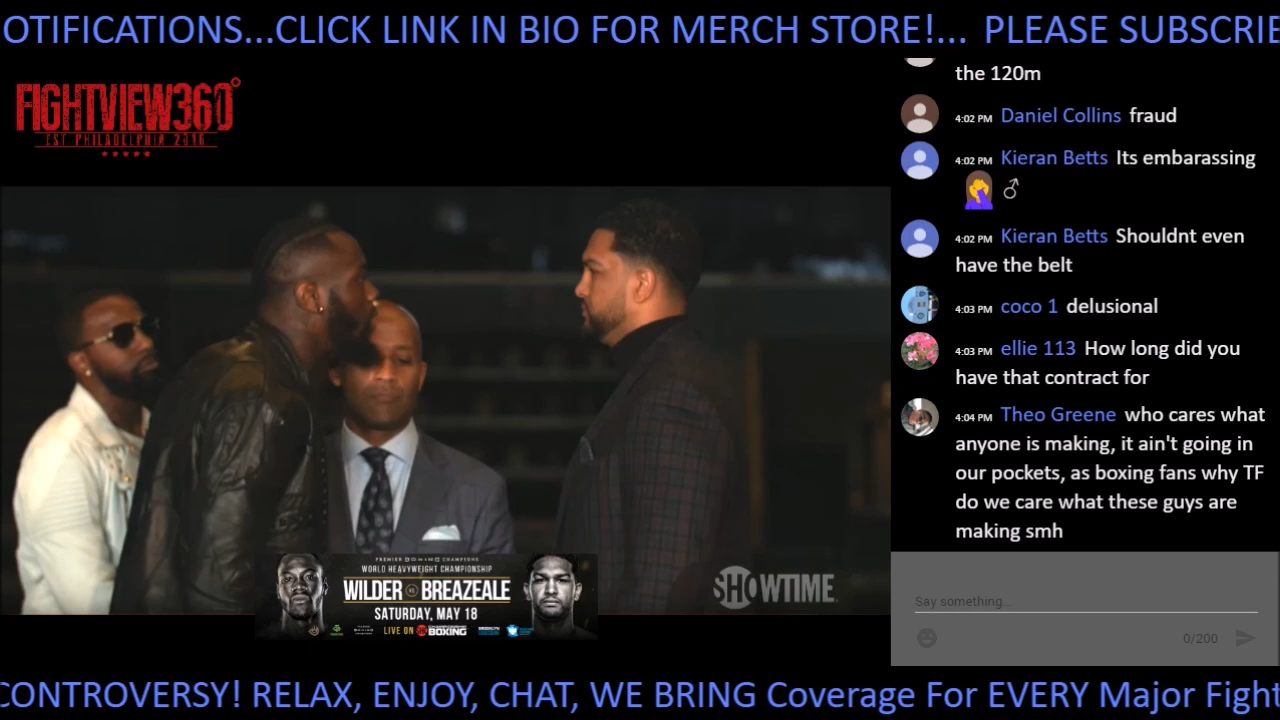 OTIFICATIONS...CLICK LINK IN BIO FOR MERCH STORE!... PLEASE SUBSCRIE
FIGHTVIEW360°
EST PHILADELPHIA 2016
the 120m
4:02 PM Daniel Collins fraud
4:02 PM Kieran Betts Its embarassing
🤦‍♂
4:02 PM Kieran Betts Shouldnt even
have the belt
4:03 PM coco 1 delusional
4:03 PM ellie 113 How long did you
have that contract for
4:04 PM Theo Greene who cares what
anyone is making, it ain't going in
our pockets, as boxing fans why TF
do we care what these guys are
making smh
PREMIER BOXING CHAMPIONS
WORLD HEAVYWEIGHT CHAMPIONSHIP
WILDER VS BREAZEALE
SATURDAY, MAY 18
LIVE ON BOXING
SHOWTIME
Say something...
0/200
CONTROVERSY! RELAX, ENJOY, CHAT, WE BRING Coverage For EVERY Major Fight